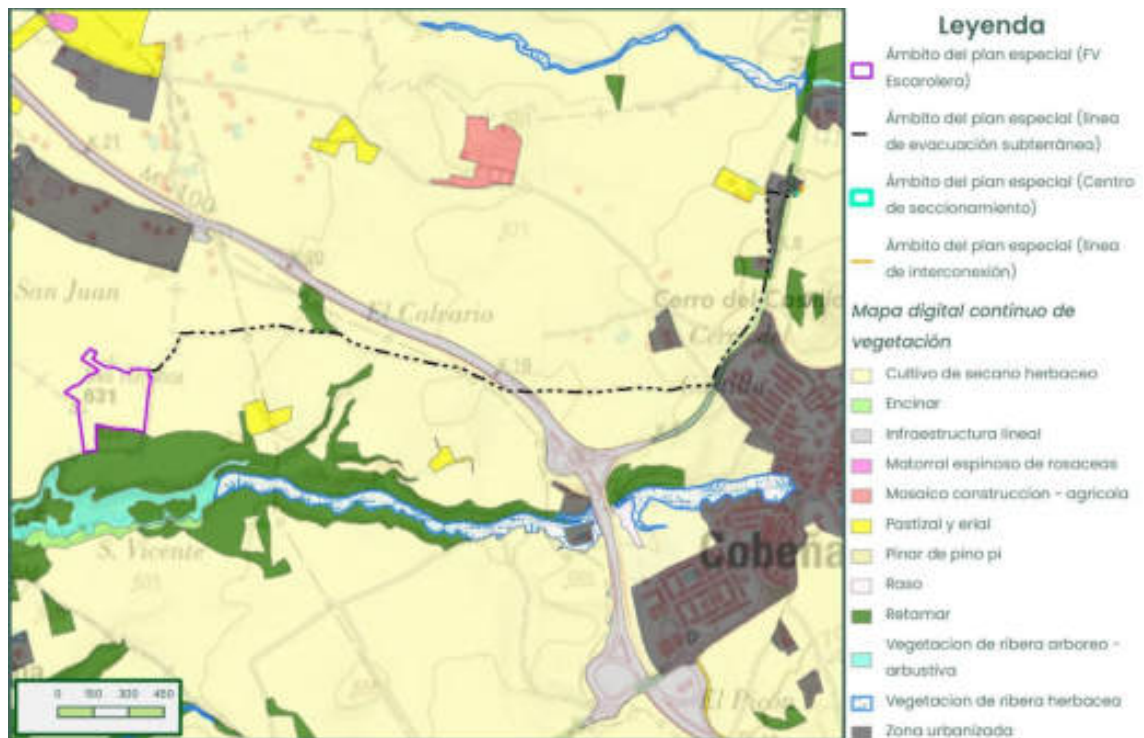 Leyenda
Ámbito del plan especial (FV
Escarolera)
Ámbito del plan especial (línea
de evacuación subterránea)
Ámbito del plan especial (Centro
de seccionamiento)
Ámbito del plan especial (línea
de interconexión)
Mapa digital continuo de
vegetación
Cultivo de secano herbaceo
Encinar
Infraestructura lineal
Matorral espinoso de rosaceas
Mosaico construccion - agricola
Pastizal y erial
Pinar de pino pi
Raso
Retamar
Vegetacion de ribera arboreo -
arbustiva
Vegetacion de ribera herbacea
Zona urbanizada
K.21
San Juan
El Calvario
Cerro del
631
S. Vicente
Cobeña
El Picón
0 150 300 450